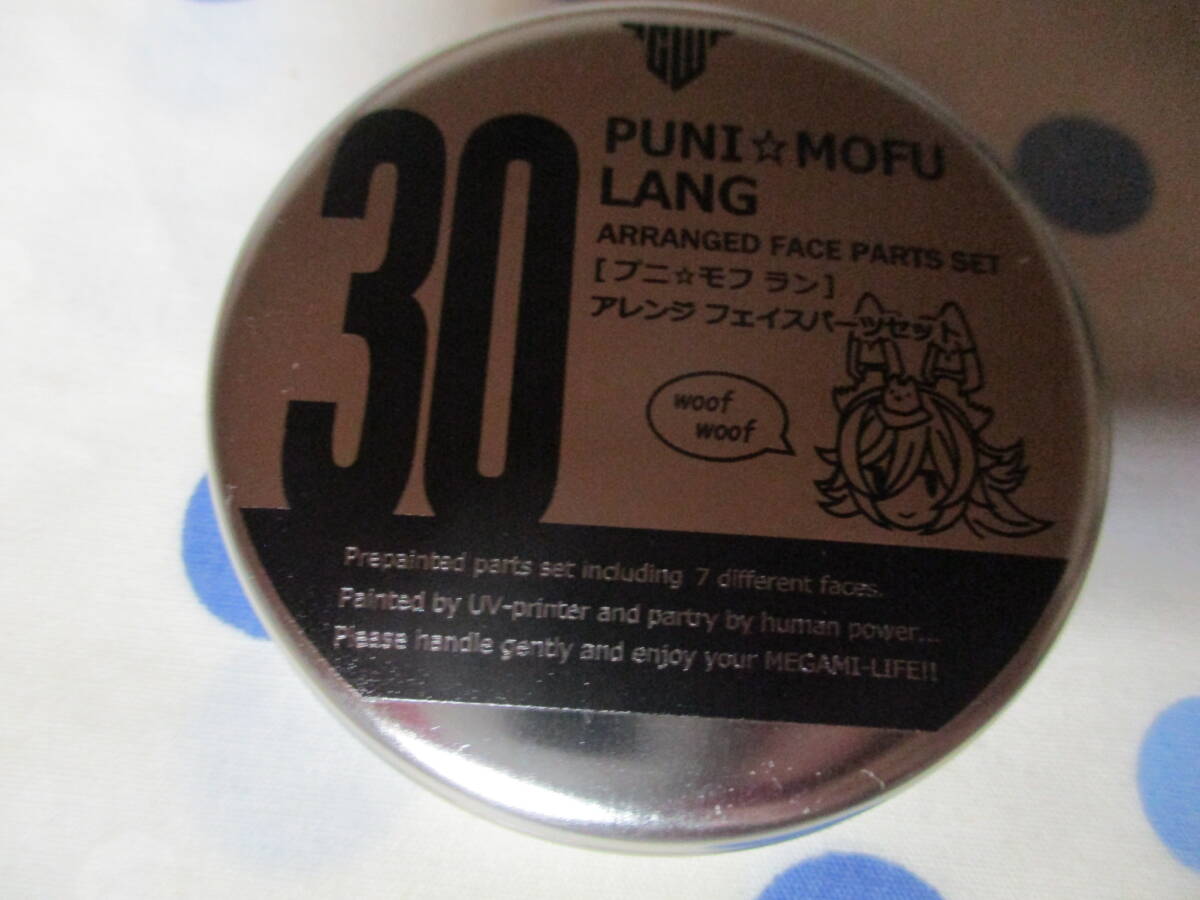 GW
30
PUNI☆MOFU
LANG
ARRANGED FACE PARTS SET
[プニ☆モフ ラン]
アレンジ フェイスパーツセット
woof
woof
Prepainted parts set including 7 different faces.
Painted by UV-printer and partry by human power...
Please handle gently and enjoy your MEGAMI-LIFE!!